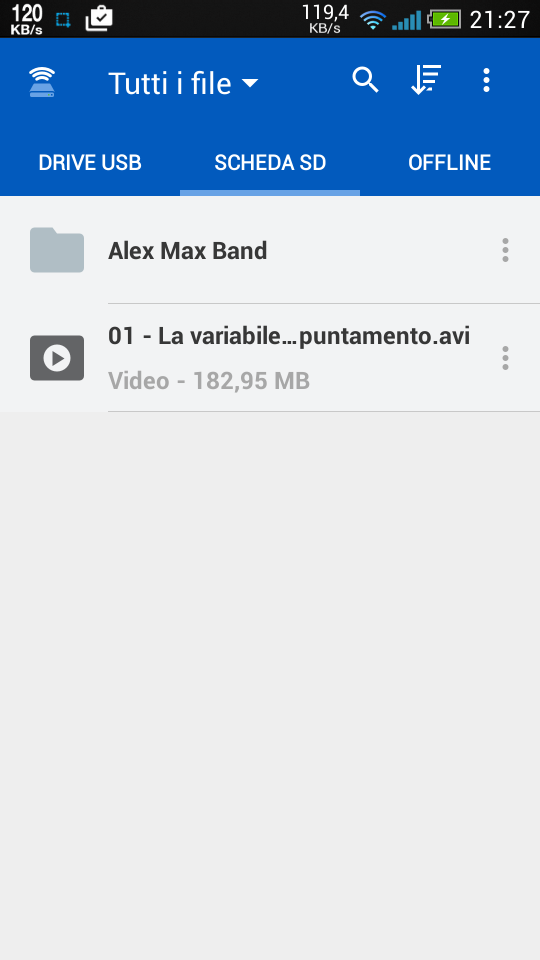 120 KB/s
119,4 KB/s
21:27
Tutti i file
DRIVE USB
SCHEDA SD
OFFLINE
Alex Max Band
01 - La variabile…puntamento.avi
Video - 182,95 MB